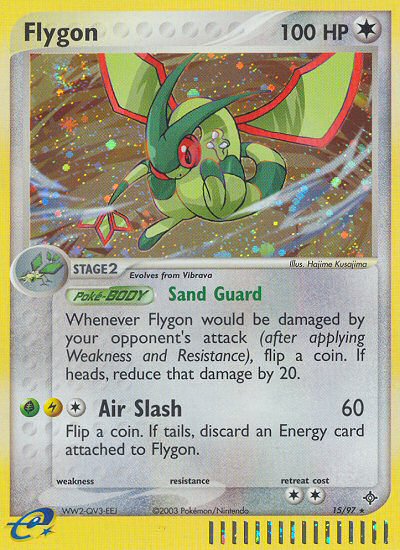 Flygon 100 HP
Illus. Hajime Kusajima
STAGE2
Evolves from Vibrava
Poké-BODY Sand Guard
Whenever Flygon would be damaged by
your opponent's attack (after applying
Weakness and Resistance), flip a coin. If
heads, reduce that damage by 20.
Air Slash 60
Flip a coin. If tails, discard an Energy card
attached to Flygon.
weakness resistance retreat cost
WW2-QV3-EEJ ©2003 Pokémon/Nintendo 15/97 ★
e